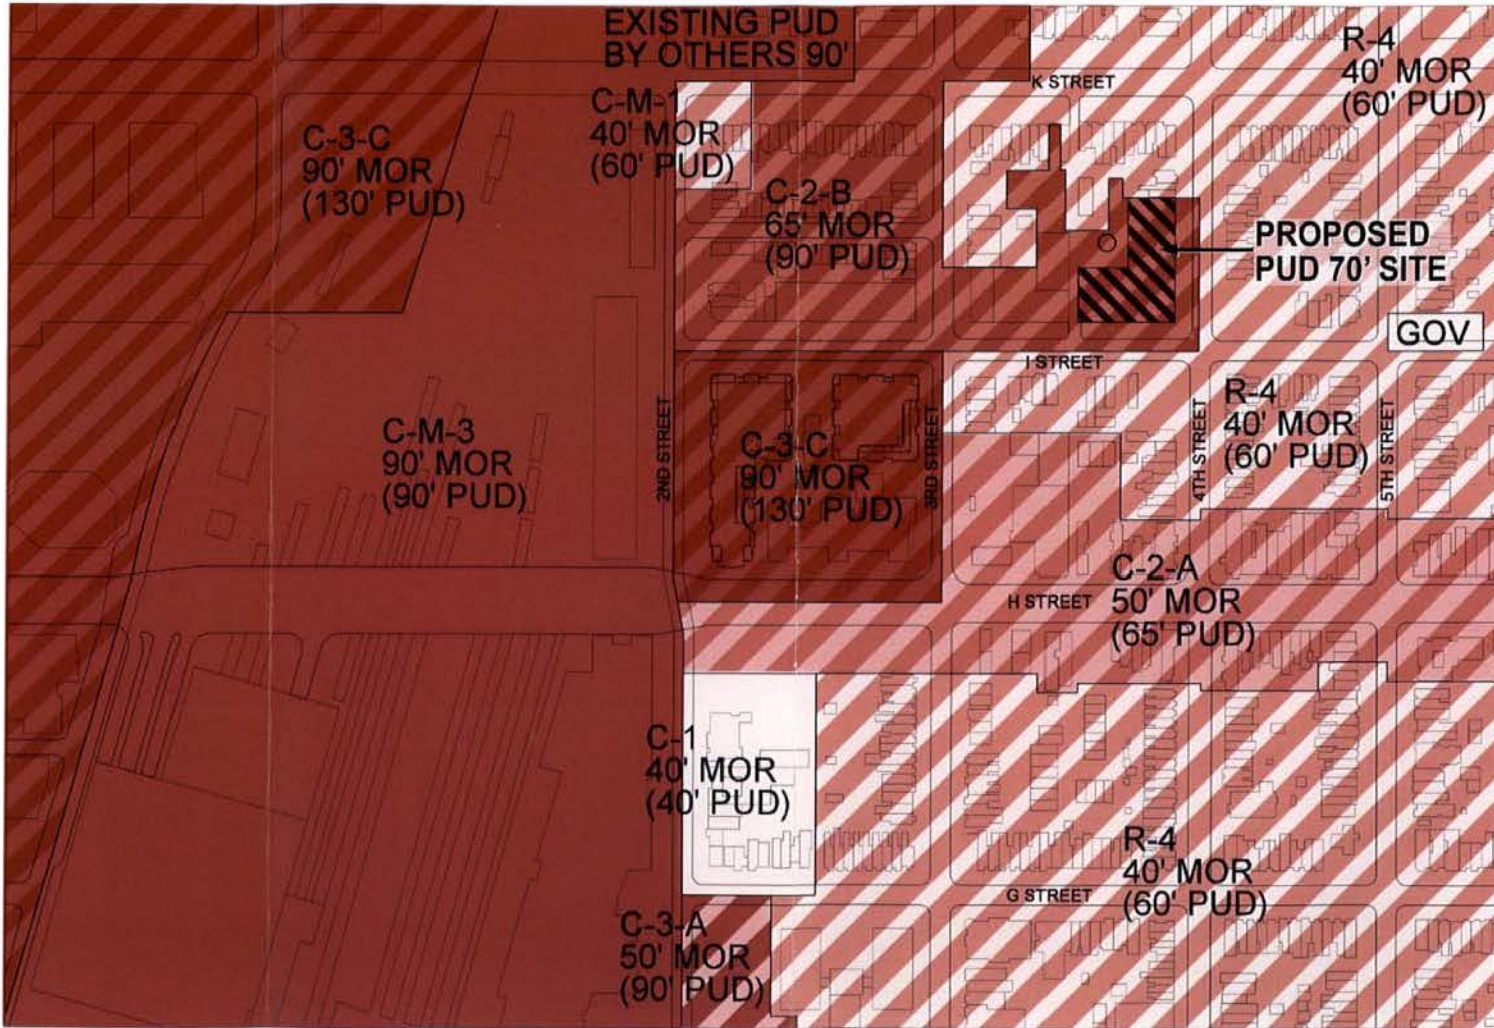 EXISTING PUD
BY OTHERS 90'
R-4
40' MOR
(60' PUD)
K STREET
C-M-1
40' MOR
(60' PUD)
C-3-C
90' MOR
(130' PUD)
C-2-B
65' MOR
(90' PUD)
PROPOSED
PUD 70' SITE
GOV
I STREET
R-4
40' MOR
(60' PUD)
C-M-3
90' MOR
(90' PUD)
2ND STREET
C-3-C
90' MOR
(130' PUD)
3RD STREET
4TH STREET
5TH STREET
C-2-A
50' MOR
(65' PUD)
H STREET
C-1
40' MOR
(40' PUD)
R-4
40' MOR
(60' PUD)
G STREET
C-3-A
50' MOR
(90' PUD)